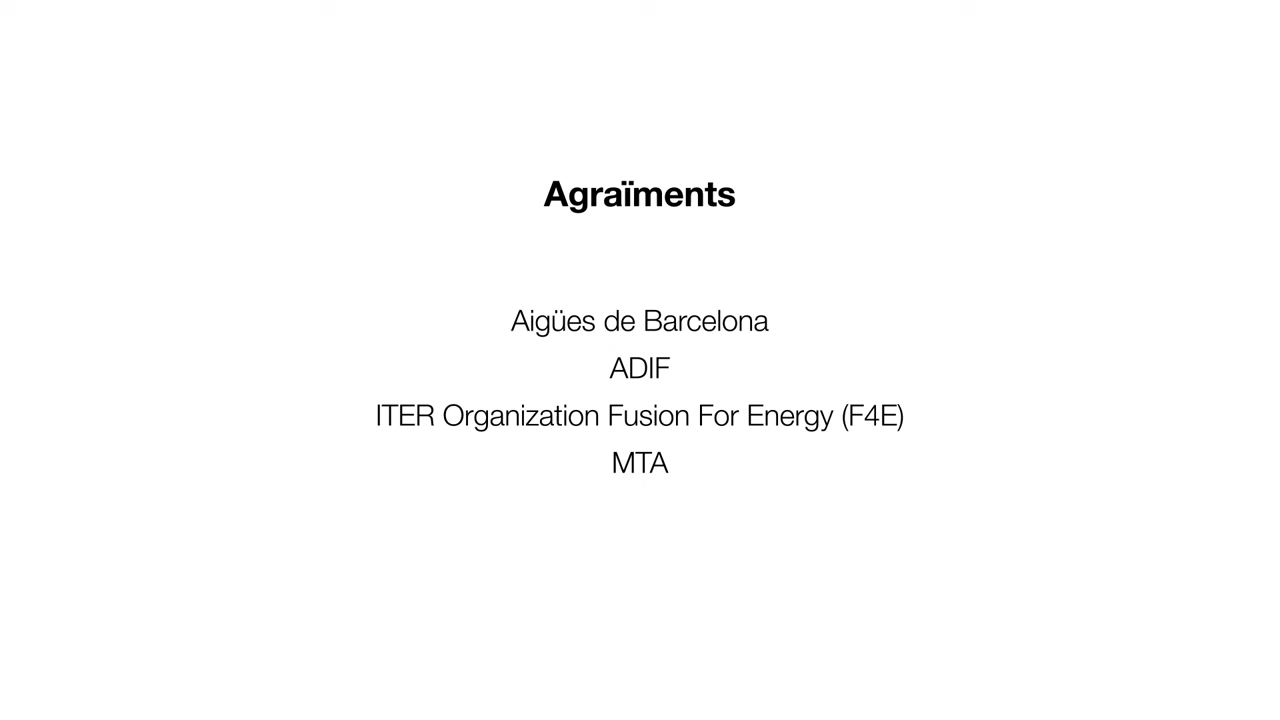 Agraïments
Aigües de Barcelona
ADIF
ITER Organization Fusion For Energy (F4E)
MTA